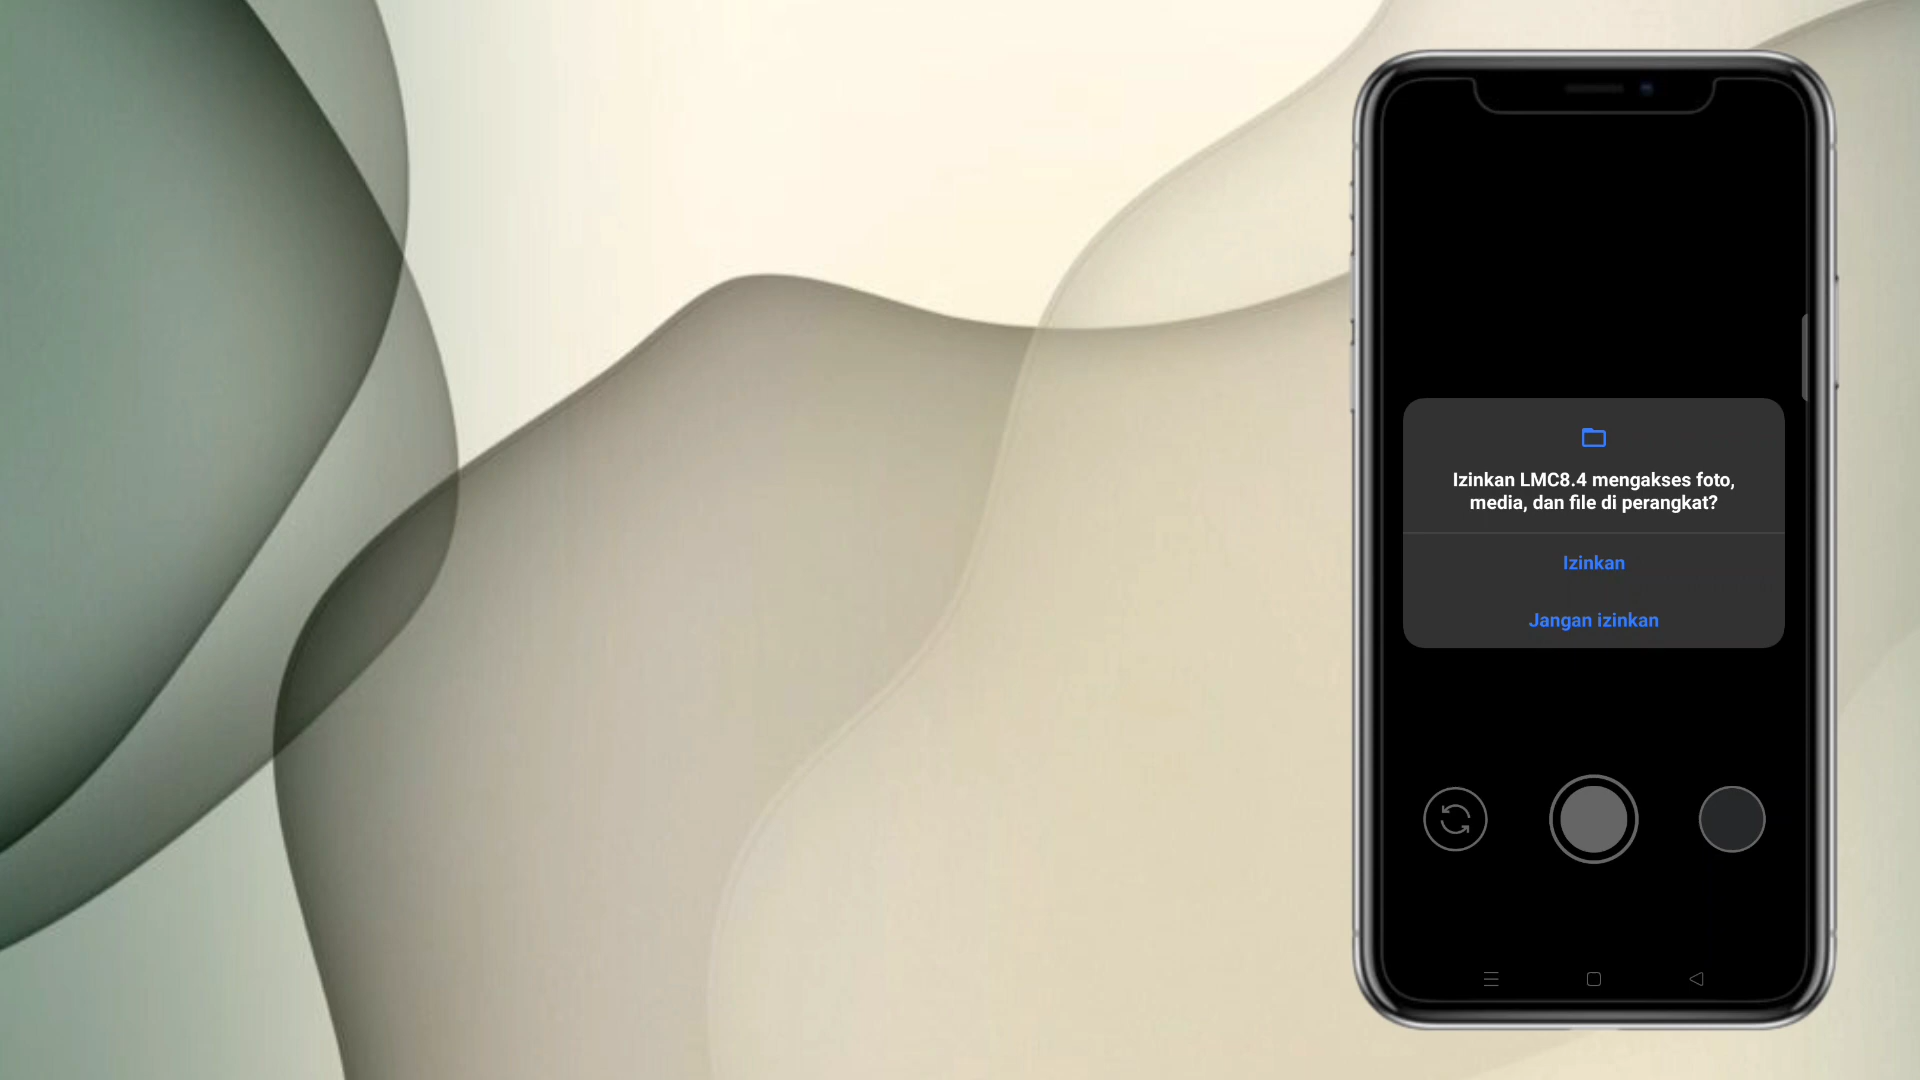 Izinkan LMC8.4 mengakses foto,
media, dan file di perangkat?
Izinkan
Jangan izinkan